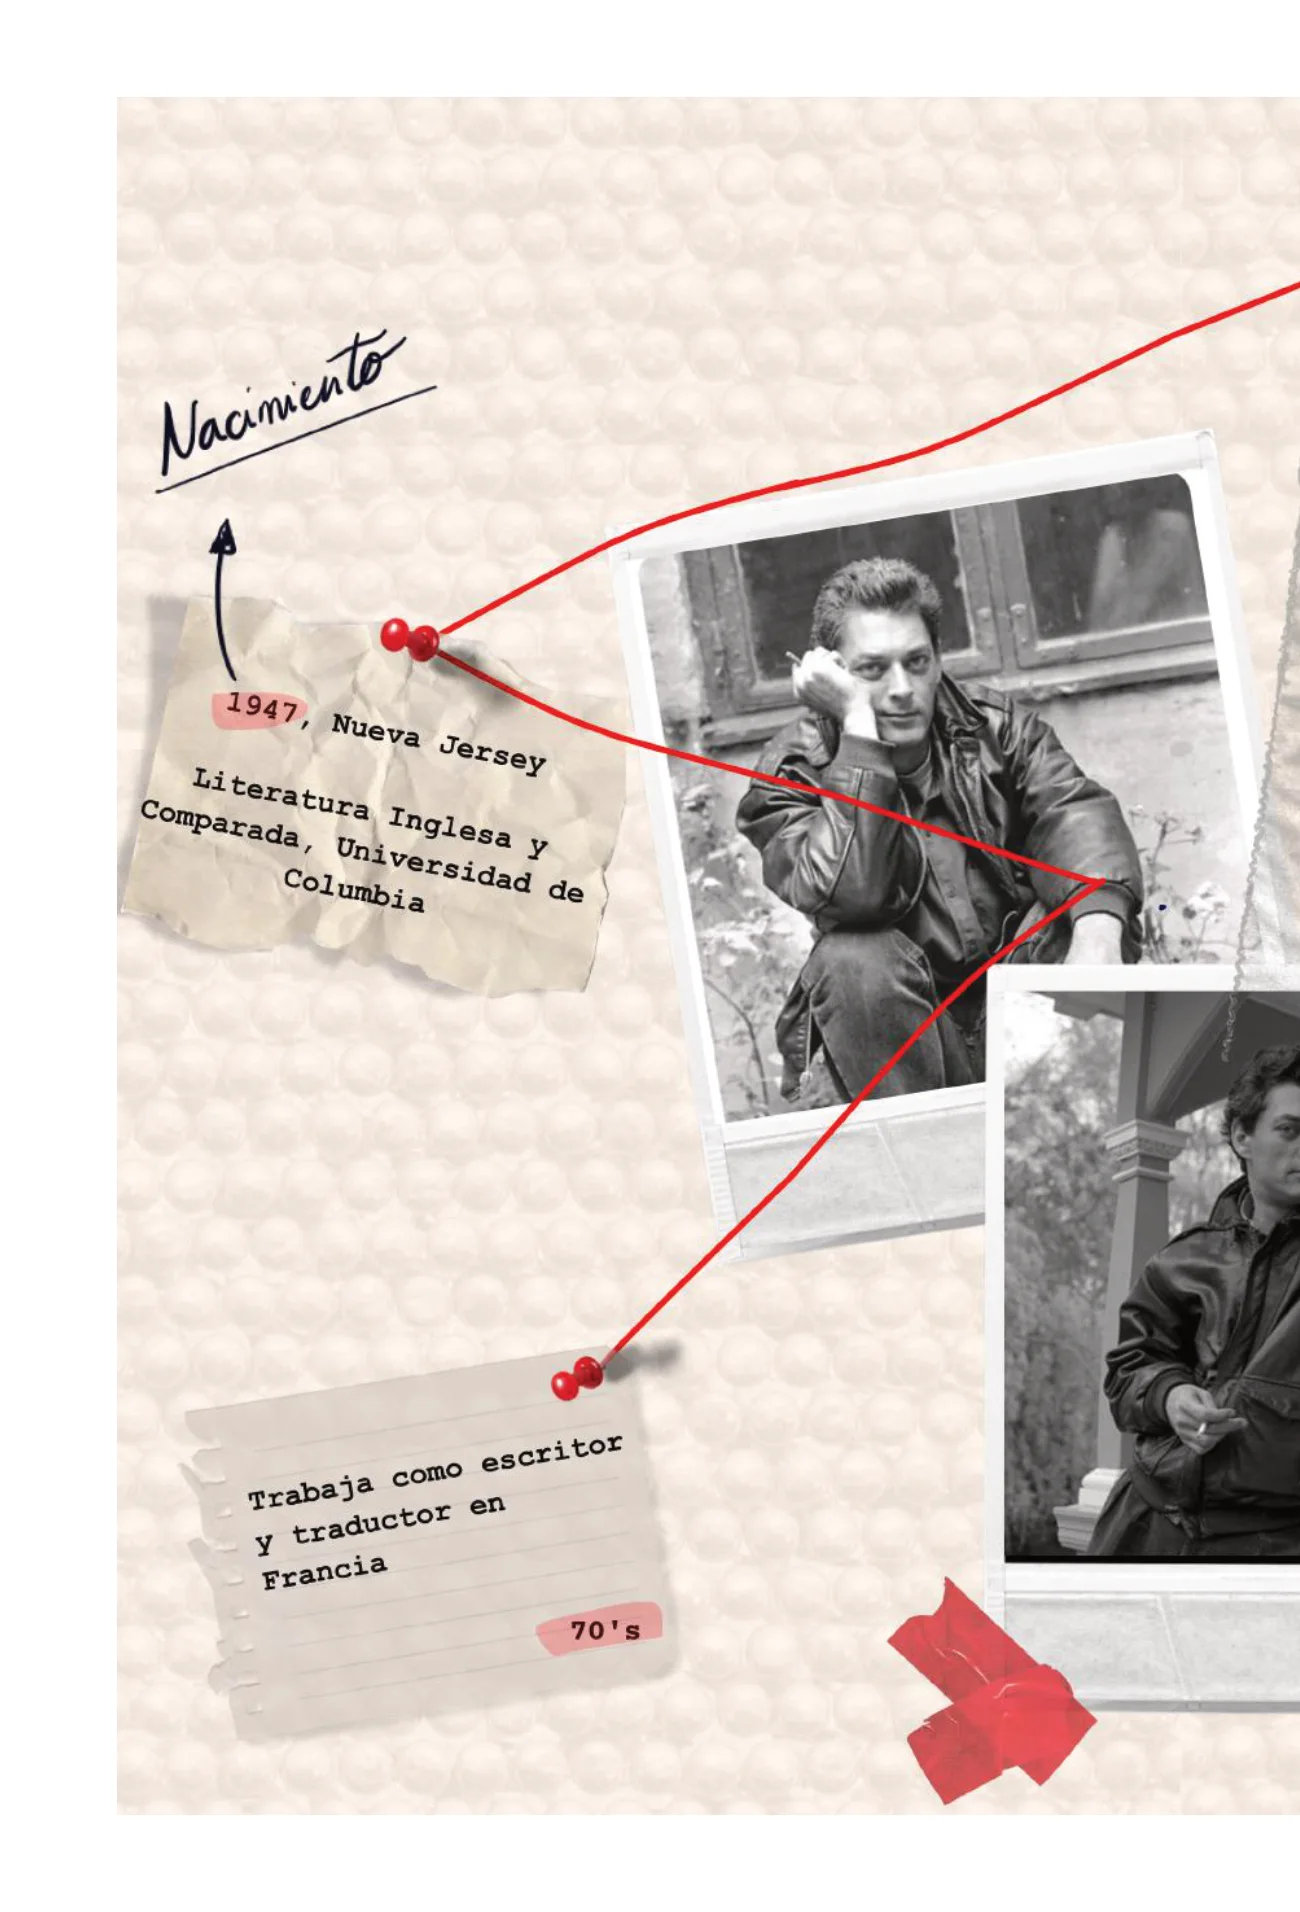 Nacimiento
1947, Nueva Jersey
Literatura Inglesa y
Comparada, Universidad de
Columbia
Trabaja como escritor
y traductor en
Francia
70's